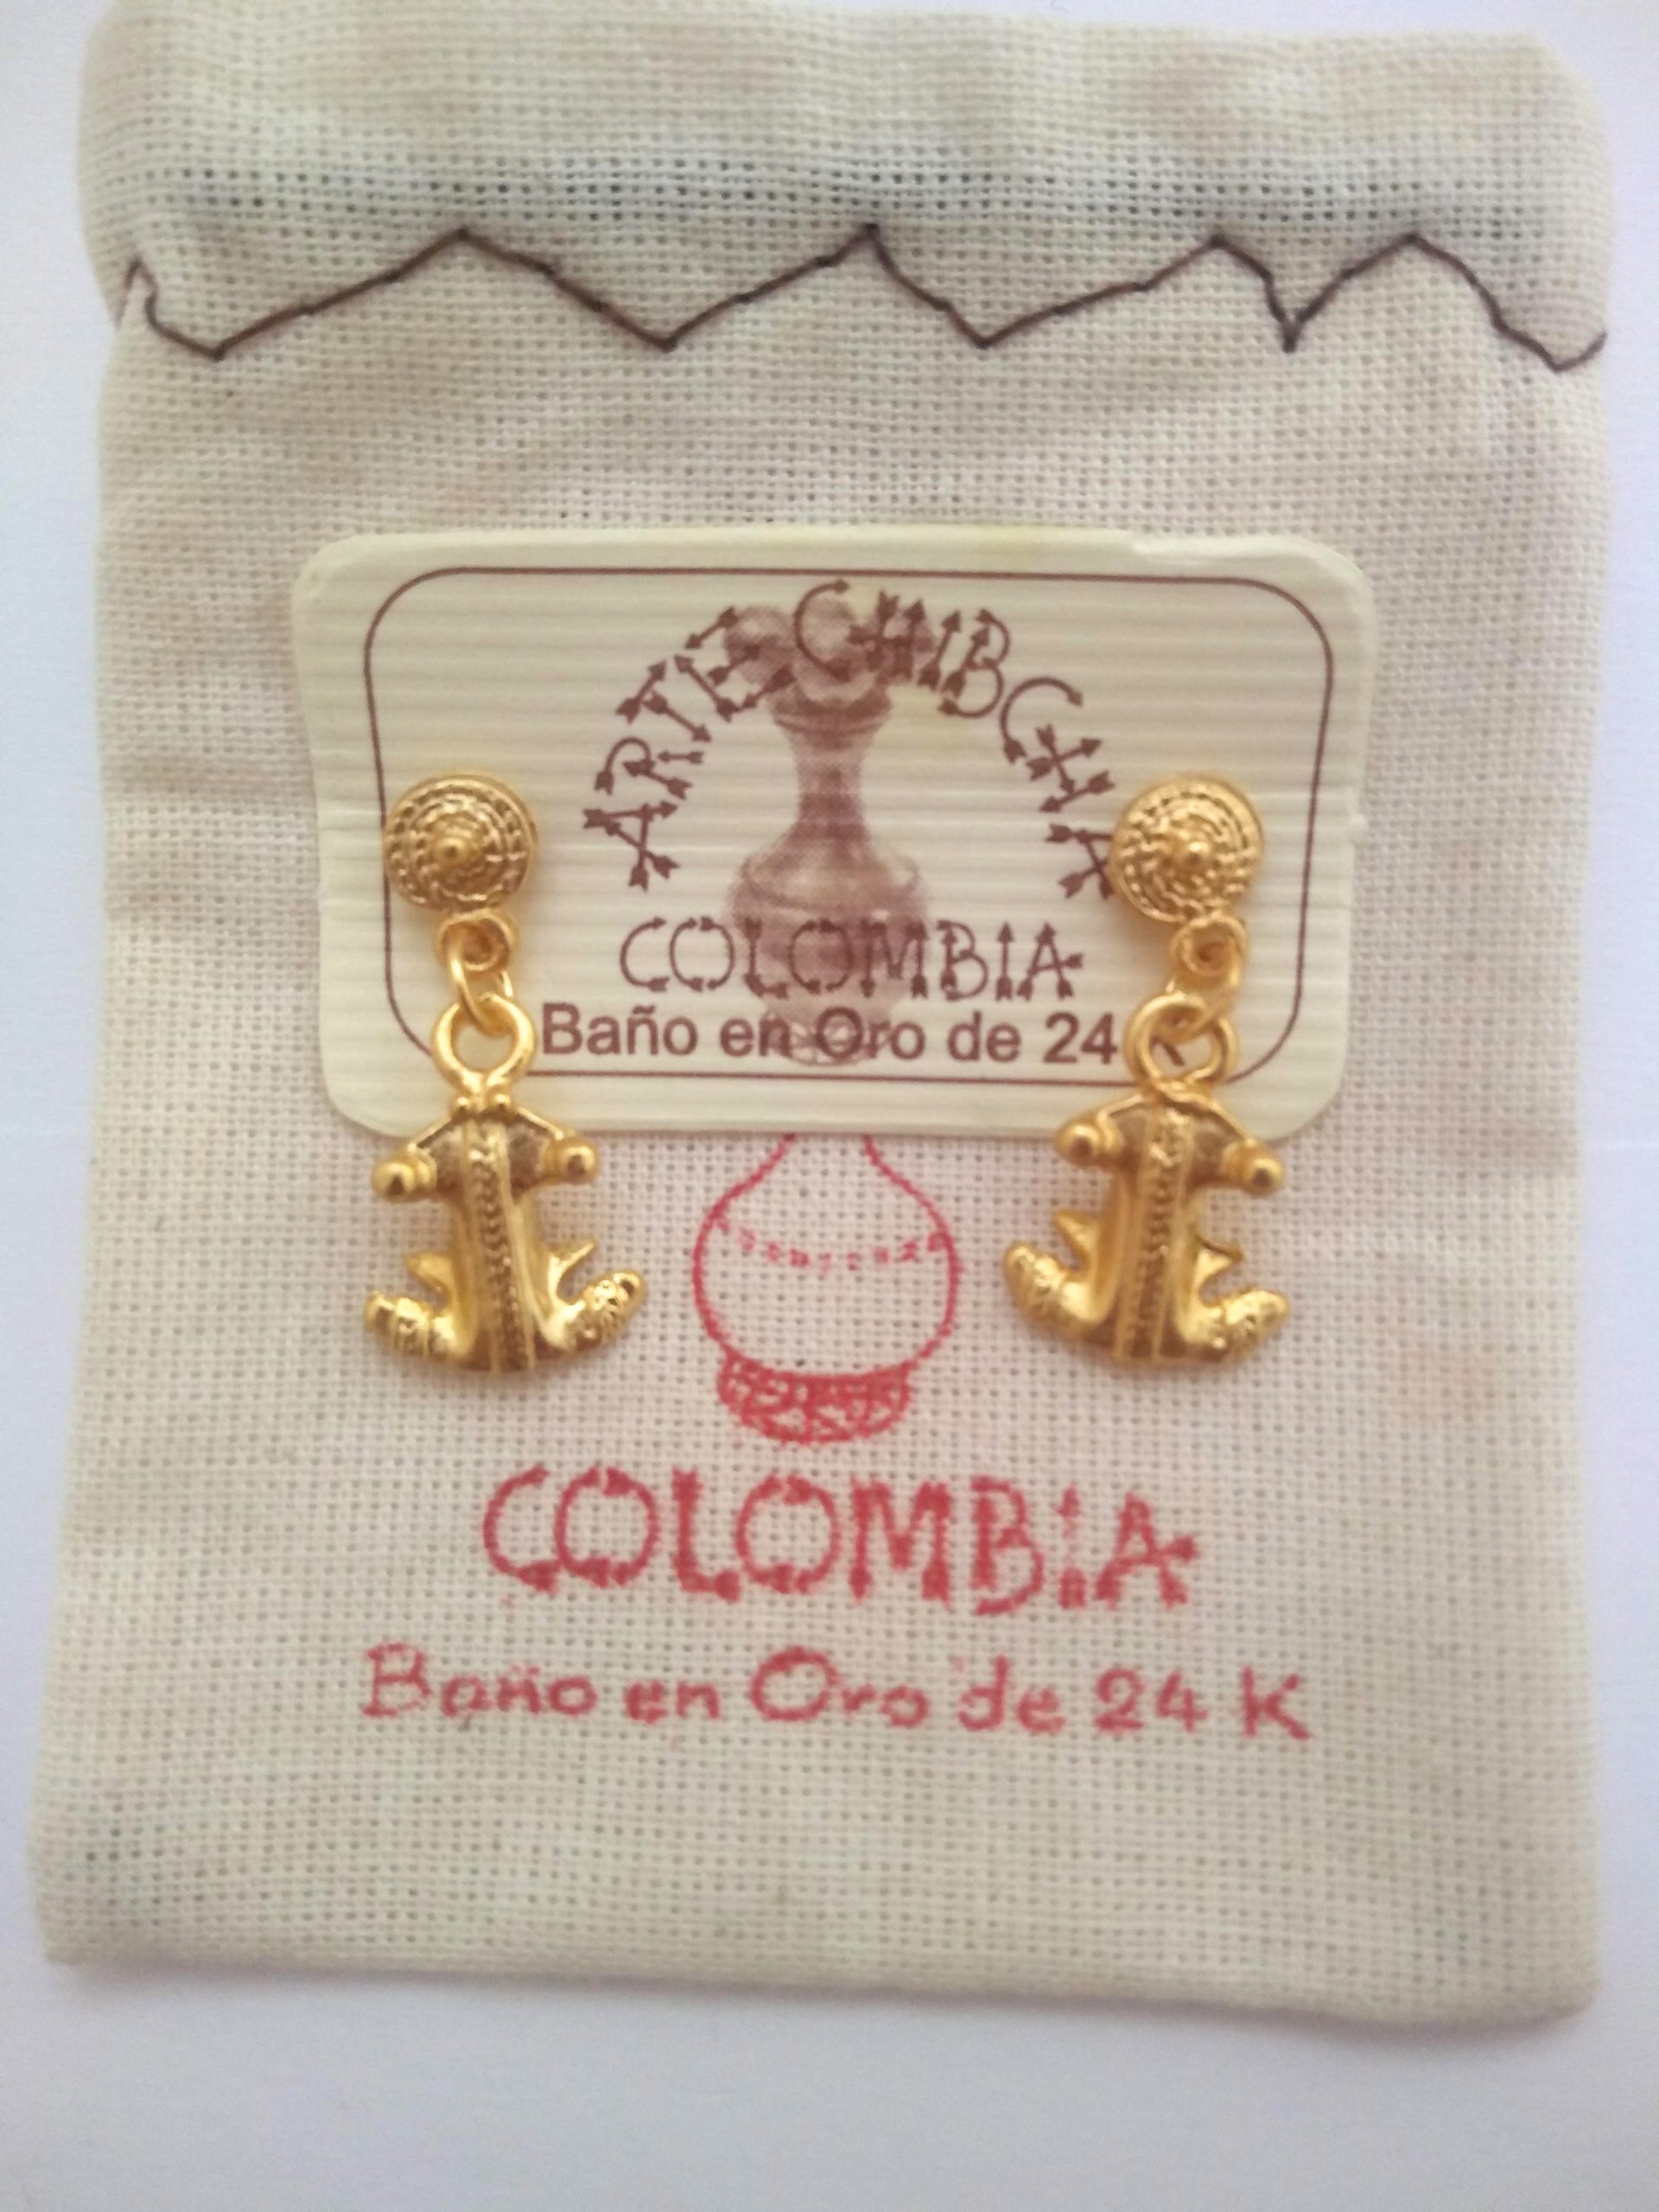 ARTE CHIBCHA
COLOMBIA
Baño en Oro de 24 K
COLOMBiA
Baño en Oro de 24 K